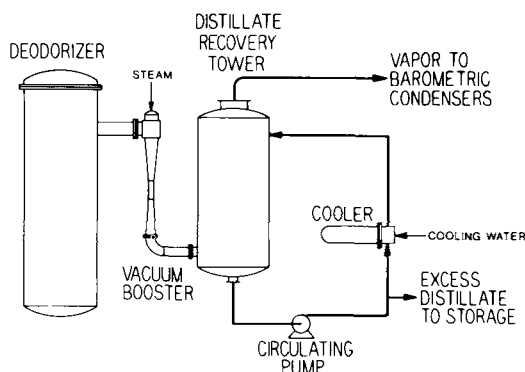 DEODORIZER
STEAM
DISTILLATE
RECOVERY
TOWER
VAPOR TO
BAROMETRIC
CONDENSERS
VACUUM
BOOSTER
COOLER
COOLING WATER
EXCESS
DISTILLATE
TO STORAGE
CIRCULATING
PUMP